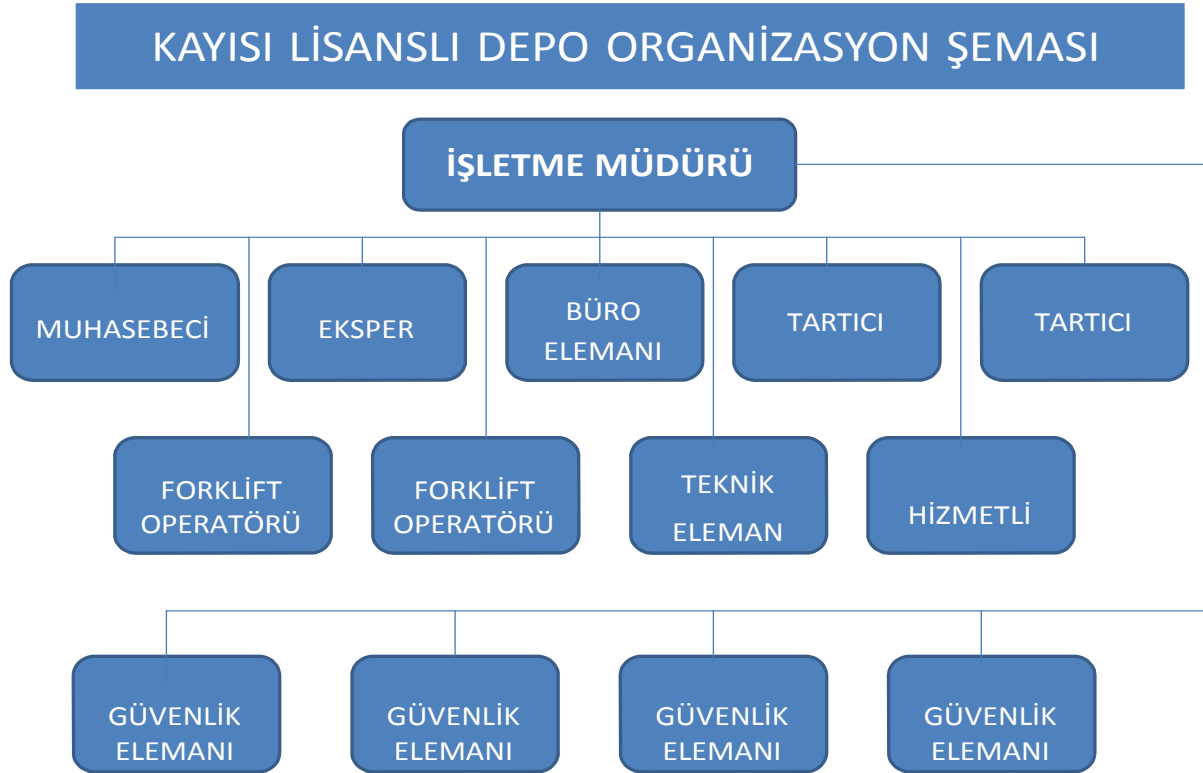 KAYISI LİSANSLI DEPO ORGANİZASYON ŞEMASI
İŞLETME MÜDÜRÜ
MUHASEBECİ
EKSPER
BÜRO
ELEMANI
TARTICI
TARTICI
FORKLİFT
OPERATÖRÜ
FORKLİFT
OPERATÖRÜ
TEKNİK
ELEMAN
HİZMETLİ
GÜVENLİK
ELEMANI
GÜVENLİK
ELEMANI
GÜVENLİK
ELEMANI
GÜVENLİK
ELEMANI